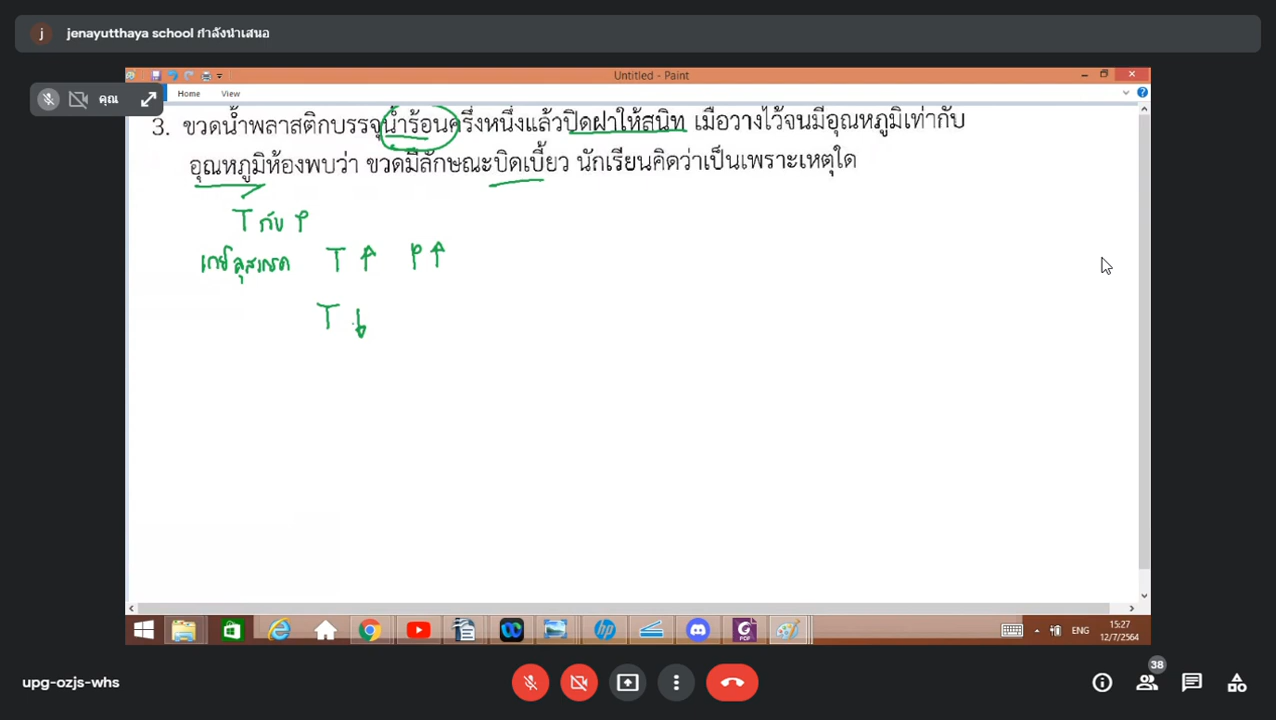 j jenayutthaya school กำลังนำเสนอ
Untitled - Paint
คุณ
Home View
3. ขวดน้ำพลาสติกบรรจุน้ำร้อนครึ่งหนึ่งแล้วปิดฝาให้สนิท เมื่อวางไว้จนมีอุณหภูมิเท่ากับ
อุณหภูมิห้องพบว่า ขวดมีลักษณะบิดเบี้ยว นักเรียนคิดว่าเป็นเพราะเหตุใด
T กับ P
เกย์ลูสแซด T ↑ P ↑
T ↓
ENG
15:27
12/7/2564
upg-ozjs-whs
38